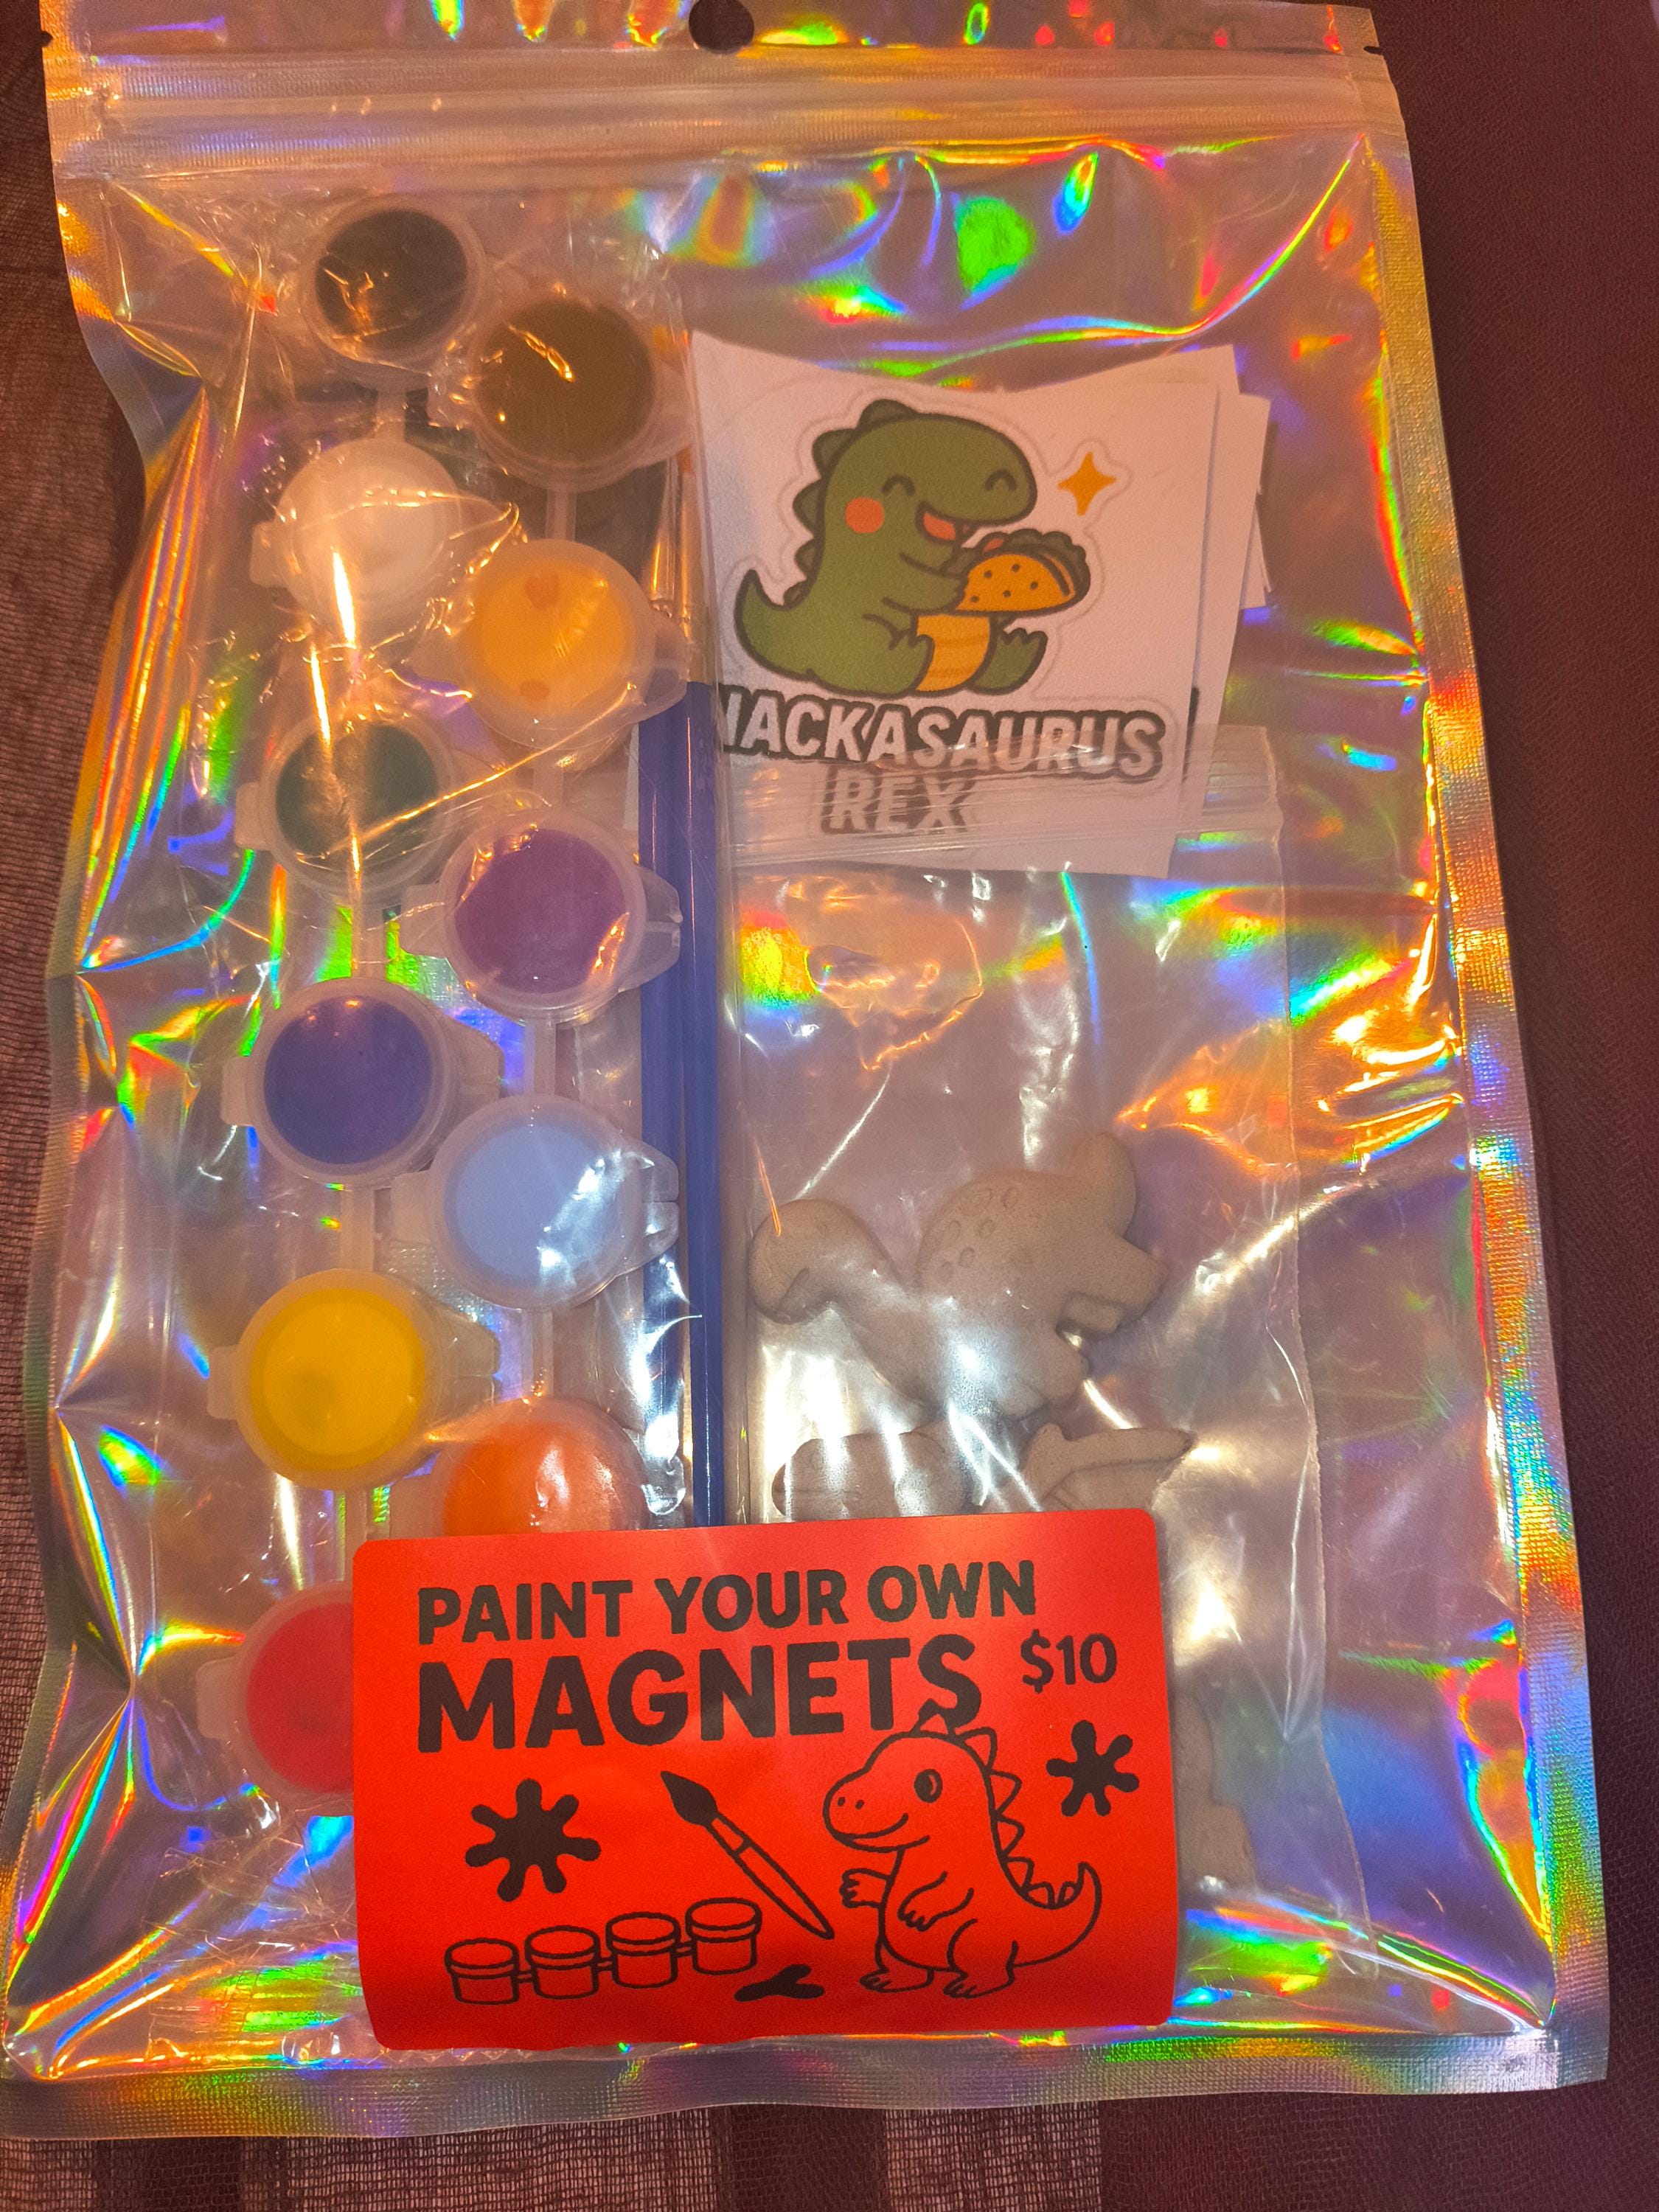 NACKASAURUS
REX
PAINT YOUR OWN
MAGNETS $10